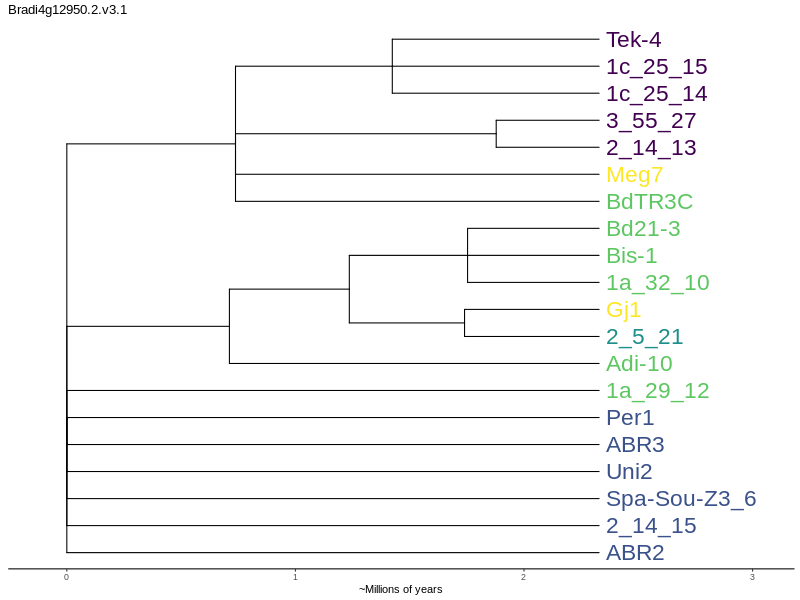 Bradi4g12950.2.v3.1
Tek-4
1c_25_15
1c_25_14
3_55_27
2_14_13
Meg7
BdTR3C
Bd21-3
Bis-1
1a_32_10
Gj1
2_5_21
Adi-10
1a_29_12
Per1
ABR3
Uni2
Spa-Sou-Z3_6
2_14_15
ABR2
0 1 2 3
~Millions of years